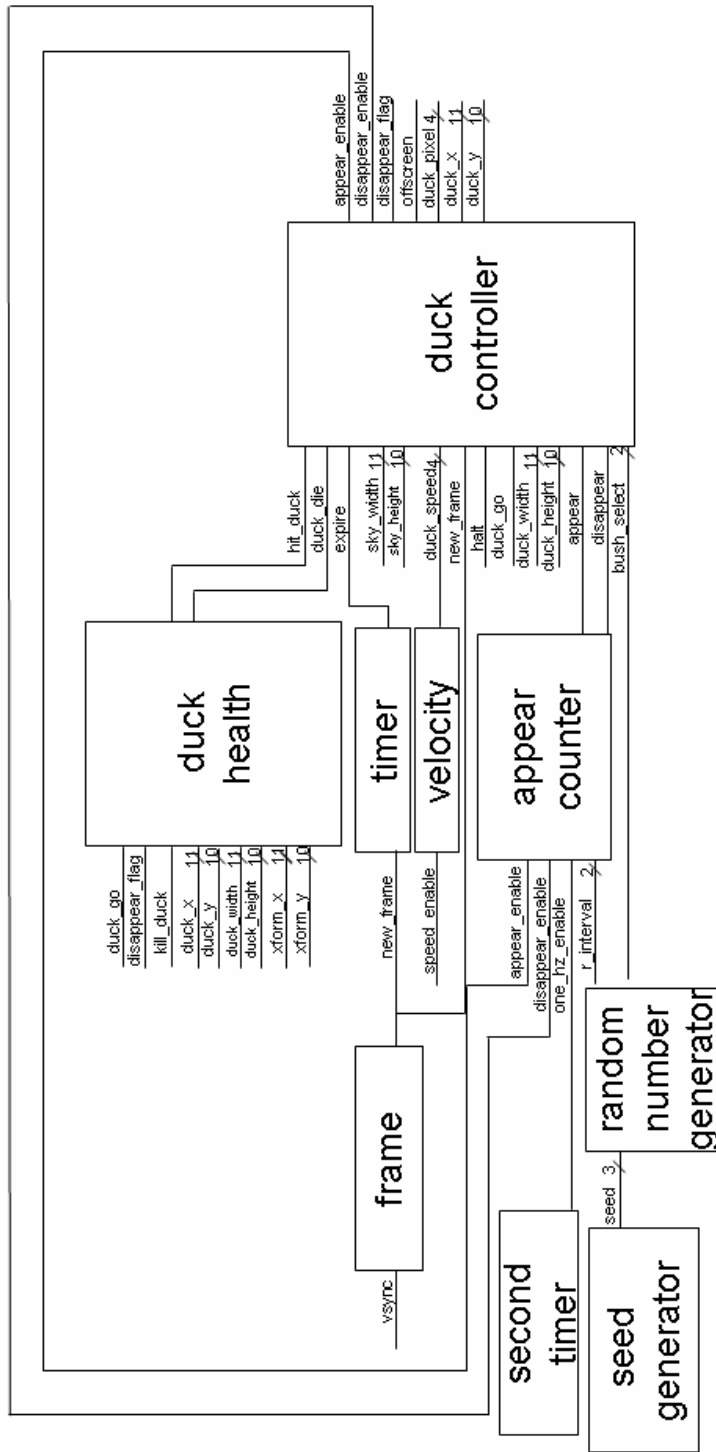 appear_enable
disappear_enable
disappear_flag
offscreen
duck_pixel 4
duck_x 11
duck_y 10
duck
controller
hit_duck
duck_die
expire
sky_width 11
sky_height 10
duck_speed 4
new_frame
halt
duck_go
duck_width 11
duck_height 10
appear
disappear
bush_select 2
duck
health
duck_go
disappear_flag
kill_duck
duck_x 11
duck_y 10
duck_width 11
duck_height 10
xform_x 11
xform_y 10
timer
velocity
new_frame
speed_enable
appear
counter
appear_enable
disappear_enable
one_hz_enable
r_interval 2
frame
vsync
random
number
generator
seed 3
second
timer
seed
generator